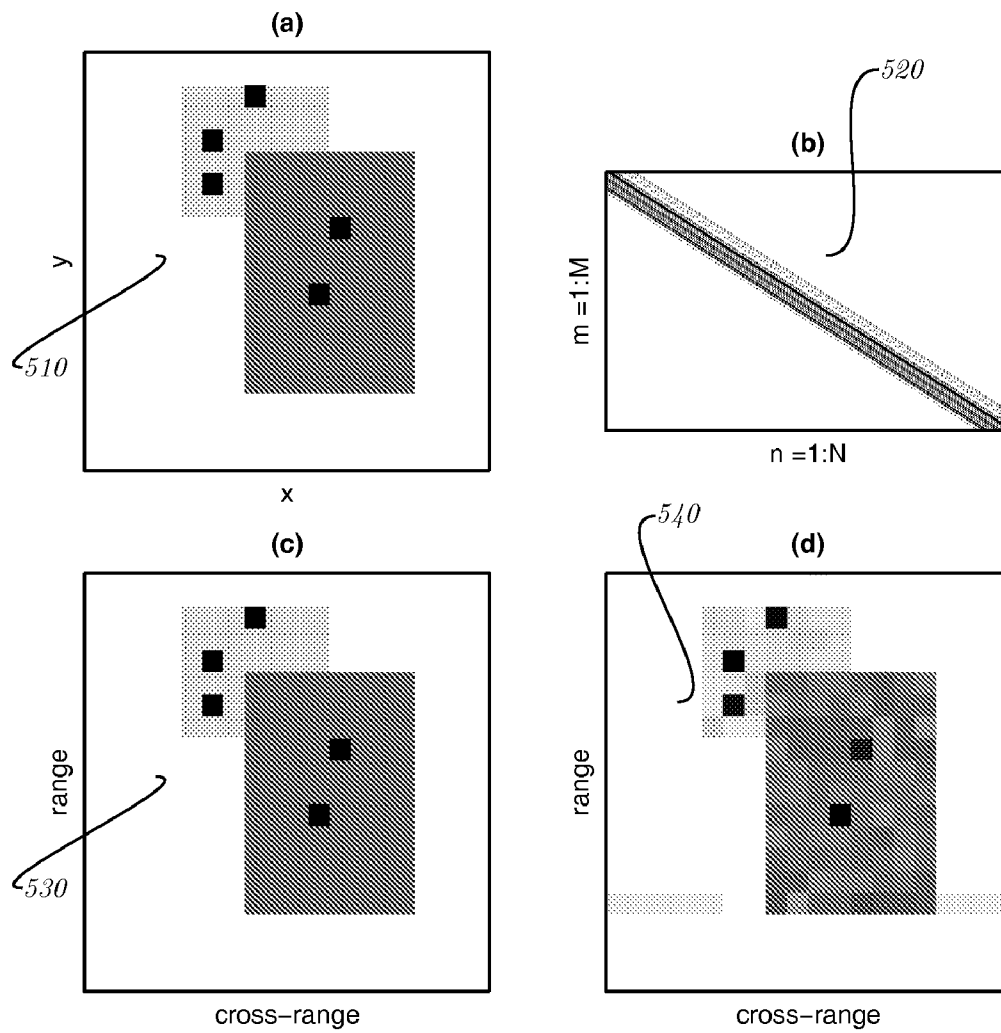 (a)
520
(b)
y
m =1:M
510
n =1:N
x
540
(c)
(d)
range
range
530
cross-range
cross-range